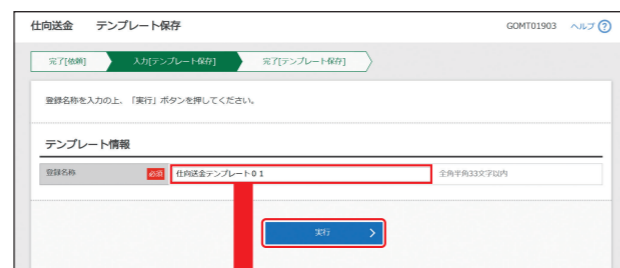 仕向送金　テンプレート保存　GOMT01903　ヘルプ ?
完了[依頼]　入力[テンプレート保存]　完了[テンプレート保存]
登録名称を入力の上、「実行」ボタンを押してください。
テンプレート情報
登録名称　必須　仕向送金テンプレート０１　全角半角33文字以内
実行